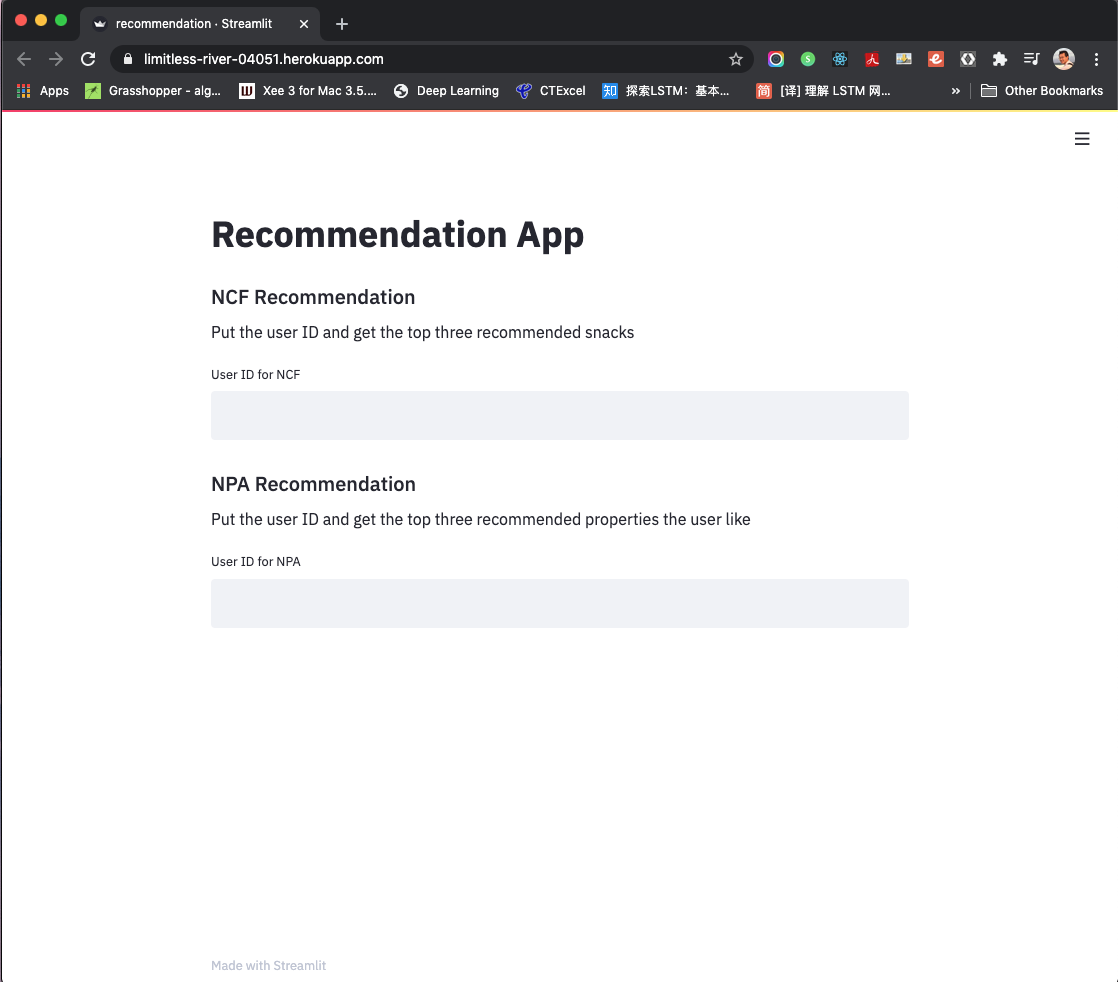 recommendation · Streamlit
limitless-river-04051.herokuapp.com
Apps Grasshopper - alg... Xee 3 for Mac 3.5.... Deep Learning CTExcel 知 探索LSTM：基本... 简 [译] 理解 LSTM 网... » Other Bookmarks
Recommendation App
NCF Recommendation
Put the user ID and get the top three recommended snacks
User ID for NCF
NPA Recommendation
Put the user ID and get the top three recommended properties the user like
User ID for NPA
Made with Streamlit